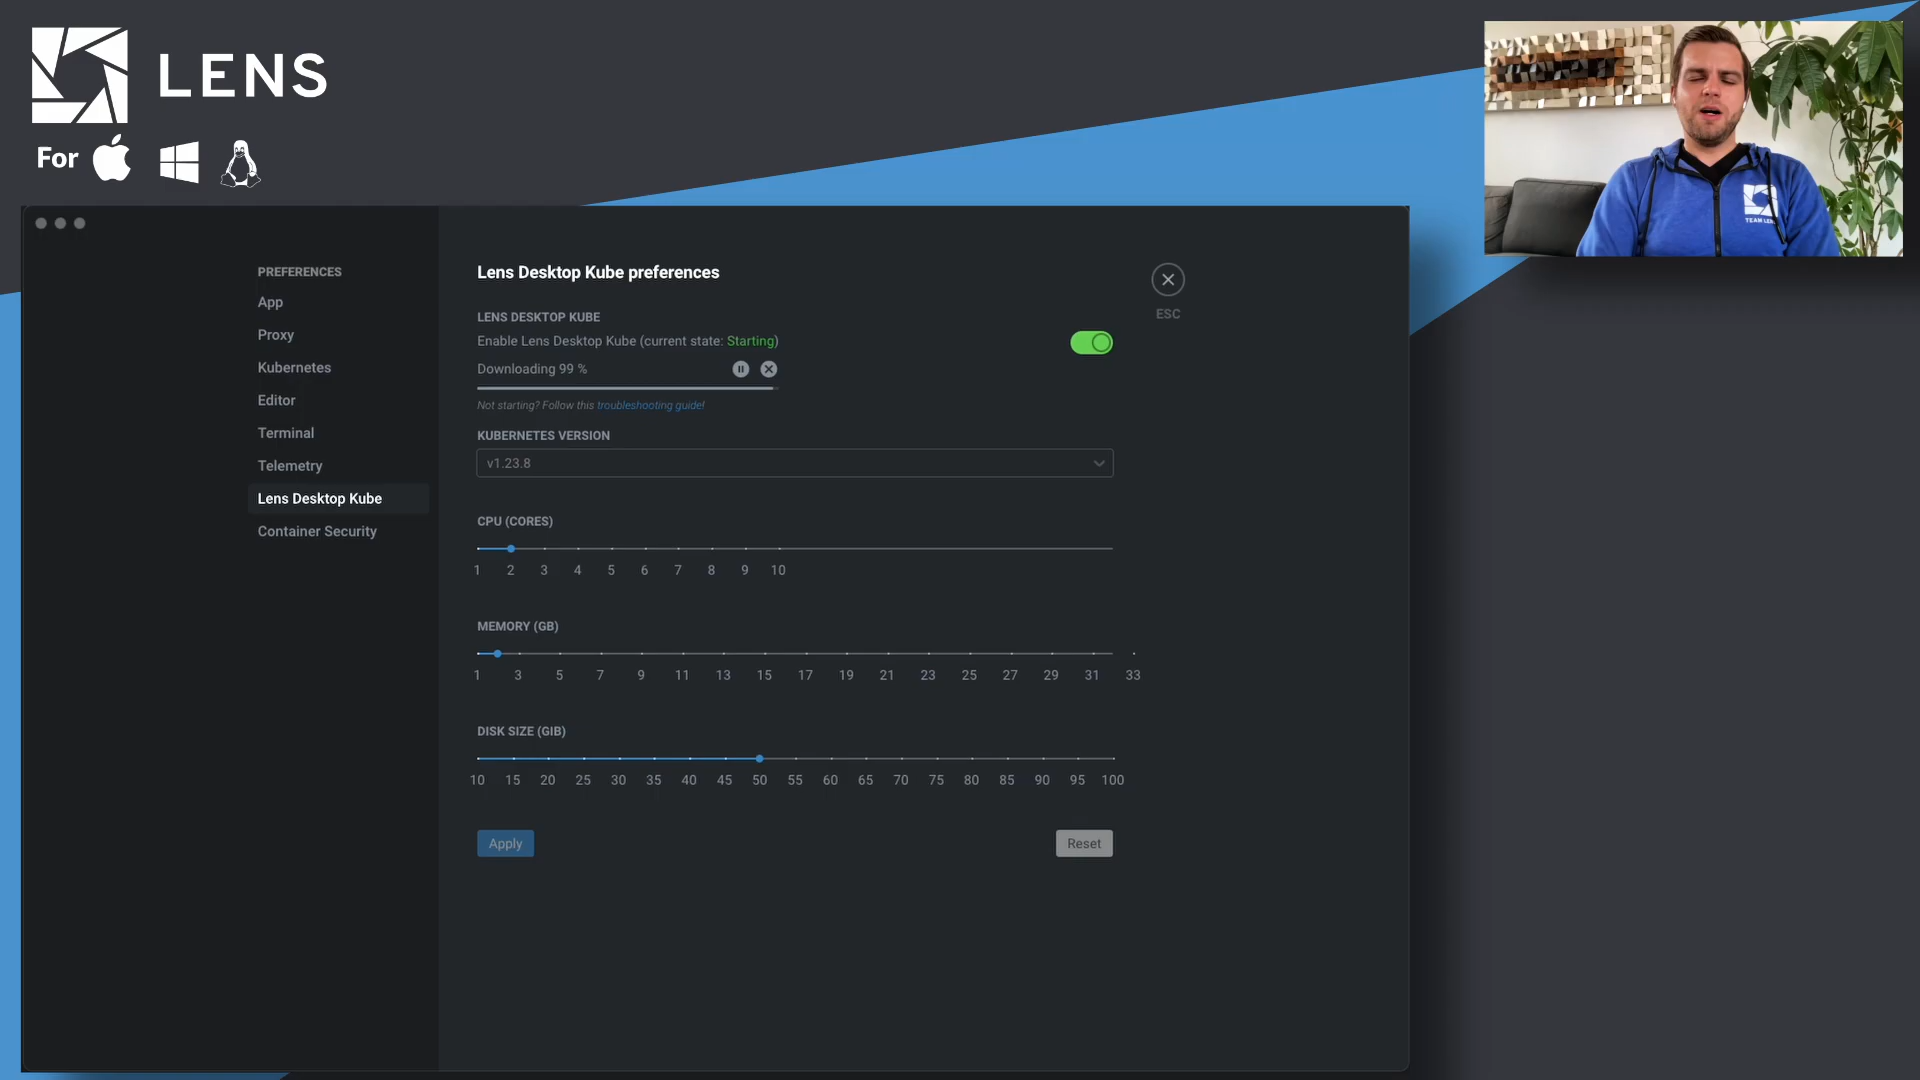 LENS
For
PREFERENCES
App
Proxy
Kubernetes
Editor
Terminal
Telemetry
Lens Desktop Kube
Container Security
Lens Desktop Kube preferences
ESC
LENS DESKTOP KUBE
Enable Lens Desktop Kube (current state: Starting)
Downloading 99 %
Not starting? Follow this troubleshooting guide!
KUBERNETES VERSION
v1.23.8
CPU (CORES)
1 2 3 4 5 6 7 8 9 10
MEMORY (GB)
1 3 5 7 9 11 13 15 17 19 21 23 25 27 29 31 33
DISK SIZE (GIB)
10 15 20 25 30 35 40 45 50 55 60 65 70 75 80 85 90 95 100
Apply
Reset
TEAM LENS